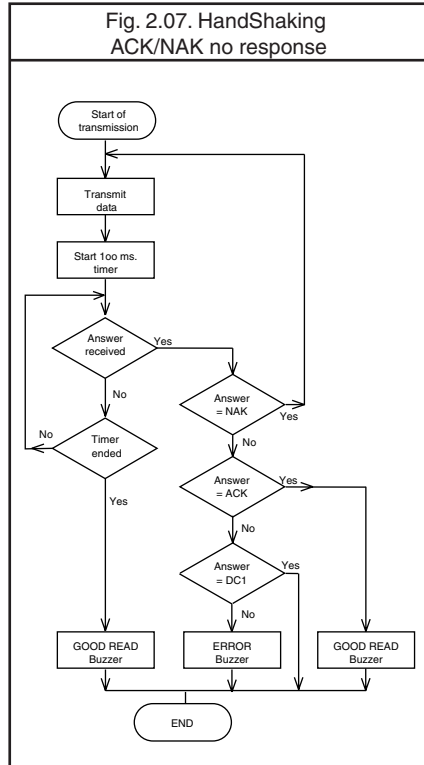 Fig. 2.07. HandShaking
ACK/NAK no response
Start of
transmission
Transmit
data
Start 1oo ms.
timer
Answer
received
Yes
No
Answer
= NAK
Yes
No
Timer
ended
No
Yes
Answer
= ACK
Yes
No
Answer
= DC1
Yes
No
GOOD READ
Buzzer
ERROR
Buzzer
GOOD READ
Buzzer
END